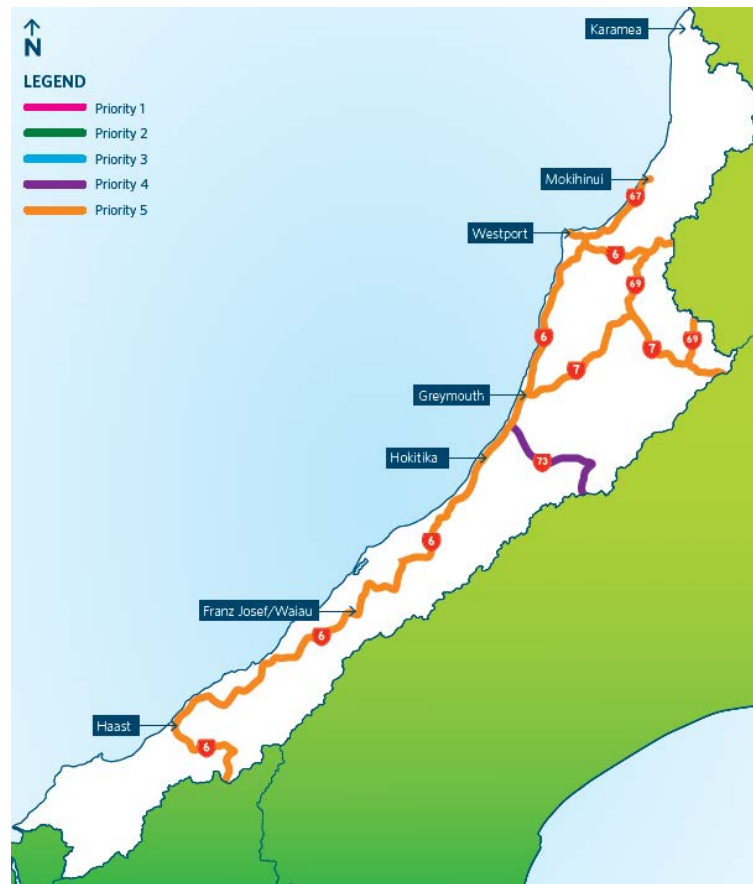 N
LEGEND
Priority 1
Priority 2
Priority 3
Priority 4
Priority 5
Karamea
Mokihinui
67
Westport
6
69
6
7
7
69
Greymouth
Hokitika
73
6
Franz Josef/Waiau
6
Haast
6